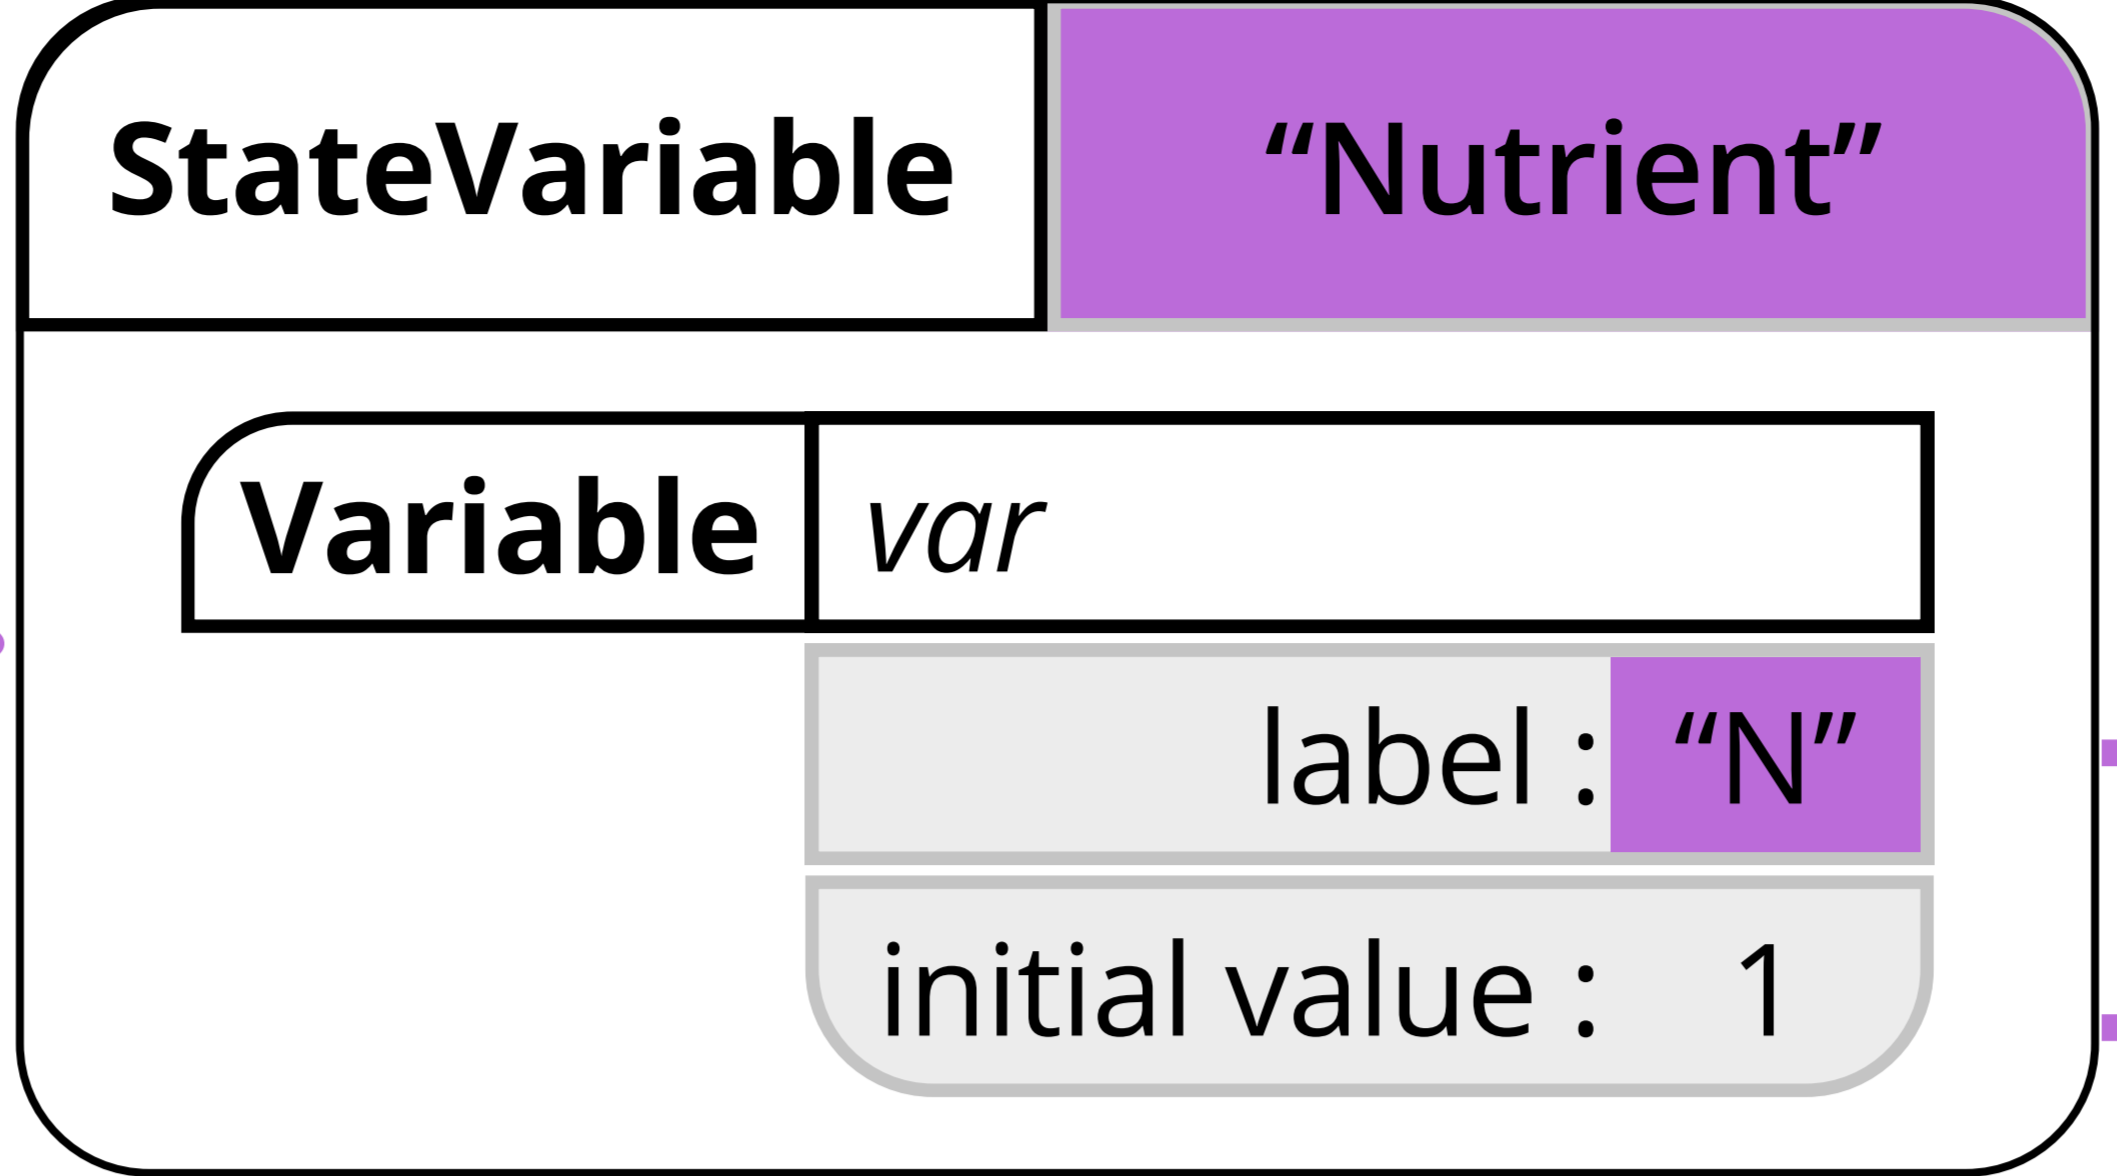 StateVariable “Nutrient”
Variable var
label : “N”
initial value : 1